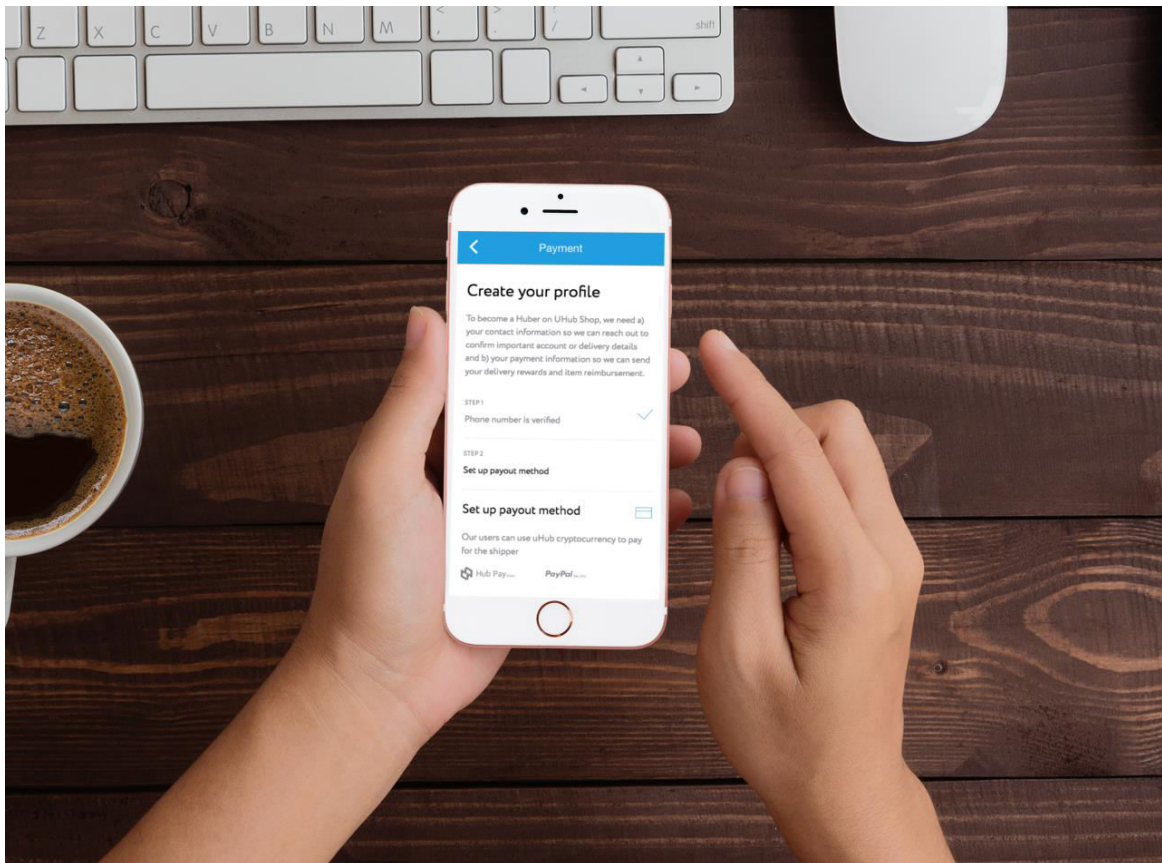 Z X C V B N M < , > . ? / shift
Payment
Create your profile
To become a Huber on UHub Shop, we need a)
your contact information so we can reach out to
confirm important account or delivery details
and b) your payment information so we can send
your delivery rewards and item reimbursement.
STEP 1
Phone number is verified
STEP 2
Set up payout method
Set up payout method
Our users can use uHub cryptocurrency to pay
for the shipper
Hub Pay PayPal